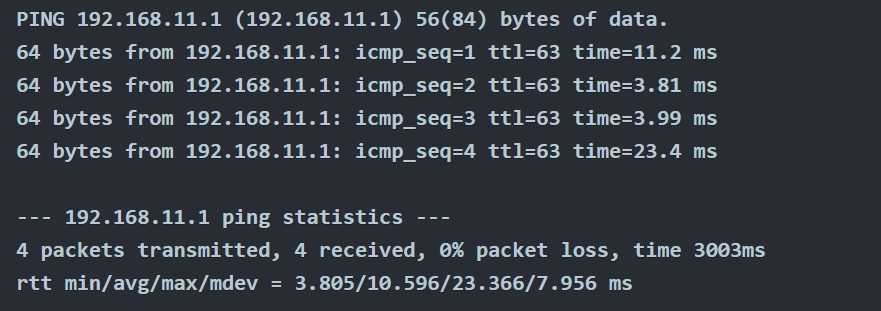 PING 192.168.11.1 (192.168.11.1) 56(84) bytes of data.
64 bytes from 192.168.11.1: icmp_seq=1 ttl=63 time=11.2 ms
64 bytes from 192.168.11.1: icmp_seq=2 ttl=63 time=3.81 ms
64 bytes from 192.168.11.1: icmp_seq=3 ttl=63 time=3.99 ms
64 bytes from 192.168.11.1: icmp_seq=4 ttl=63 time=23.4 ms
--- 192.168.11.1 ping statistics ---
4 packets transmitted, 4 received, 0% packet loss, time 3003ms
rtt min/avg/max/mdev = 3.805/10.596/23.366/7.956 ms